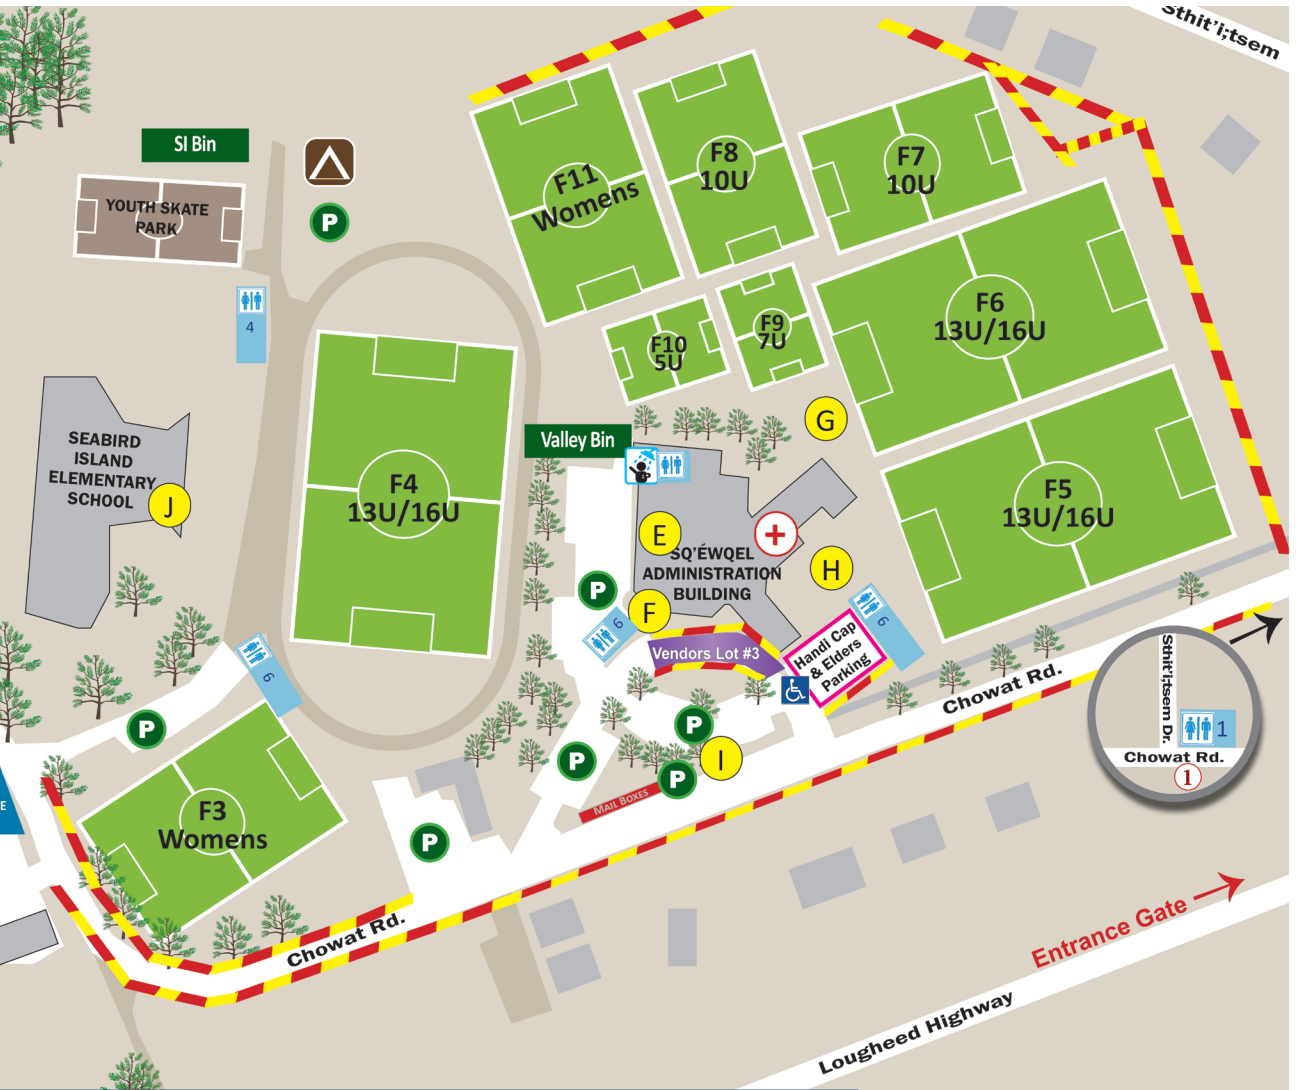 Sthit'i;tsem
SI Bin
YOUTH SKATE
PARK
P
4
F11
Womens
F8
10U
F7
10U
F6
13U/16U
F9
7U
F10
5U
G
Valley Bin
SEABIRD
ISLAND
ELEMENTARY
SCHOOL
J
F4
13U/16U
F5
13U/16U
E
SQ'ÉWQEL
ADMINISTRATION
BUILDING
H
P
F
6
6
Vendors Lot #3
Handi Cap
& Elders
Parking
6
P
Chowat Rd.
Sthit'i;tsem Dr.
1
Chowat Rd.
1
P
P
I
P
MAIL BOXES
E
F3
Womens
P
Chowat Rd.
Entrance Gate
Lougheed Highway